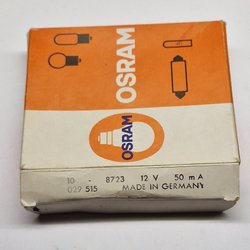 OSRAM
OSRAM
10 - 8723 12 V 50 mA
029 515 MADE IN GERMANY